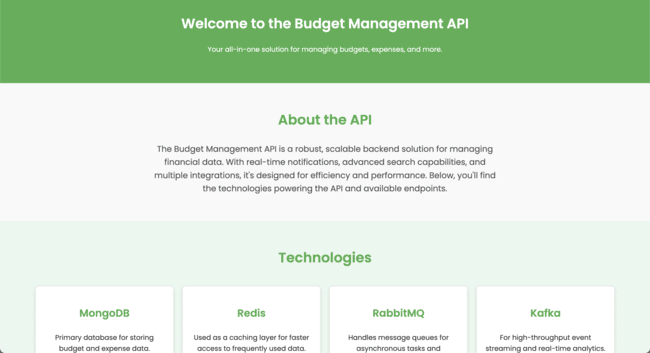 Welcome to the Budget Management API
Your all-in-one solution for managing budgets, expenses, and more.
About the API
The Budget Management API is a robust, scalable backend solution for managing
financial data. With real-time notifications, advanced search capabilities, and
multiple integrations, it's designed for efficiency and performance. Below, you'll find
the technologies powering the API and available endpoints.
Technologies
MongoDB
Primary database for storing
budget and expense data.
Redis
Used as a caching layer for faster
access to frequently used data.
RabbitMQ
Handles message queues for
asynchronous tasks and
Kafka
For high-throughput event
streaming and real-time analytics.